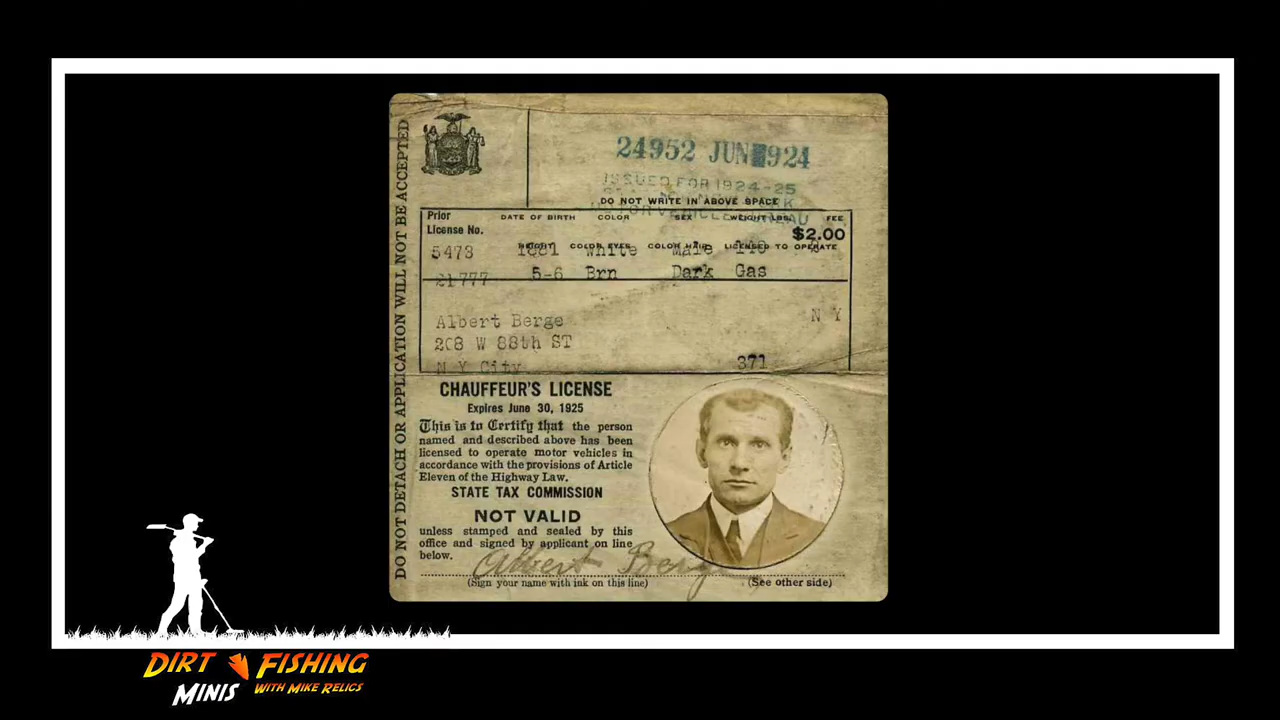 DO NOT DETACH OR APPLICATION WILL NOT BE ACCEPTED
24952 JUN 924
ISSUED FOR 1924-25
DO NOT WRITE IN ABOVE SPACE
Prior License No.
DATE OF BIRTH COLOR SEX WEIGHT LBS. FEE
$2.00
HEIGHT COLOR EYES COLOR HAIR LICENSED TO OPERATE
5473 1881 White Male
5-6 Brn Dark Gas
21777
Albert Berge N Y
208 W 88th ST
N Y City 371
CHAUFFEUR'S LICENSE
Expires June 30, 1925
This is to Certify that the person
named and described above has been
licensed to operate motor vehicles in
accordance with the provisions of Article
Eleven of the Highway Law.
STATE TAX COMMISSION
NOT VALID
unless stamped and sealed by this
office and signed by applicant on line
below.
Albert Berge
(Sign your name with ink on this line)
(See other side)
DIRT FISHING
MINIS WITH MIKE RELICS